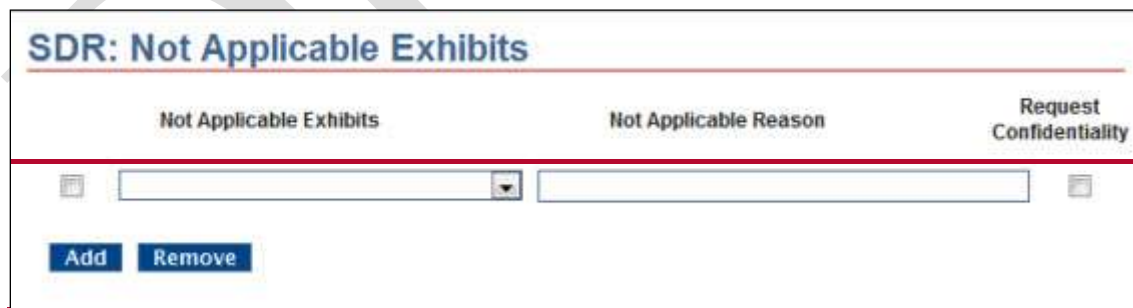 SDR: Not Applicable Exhibits
Not Applicable Exhibits Not Applicable Reason Request Confidentiality
Add Remove